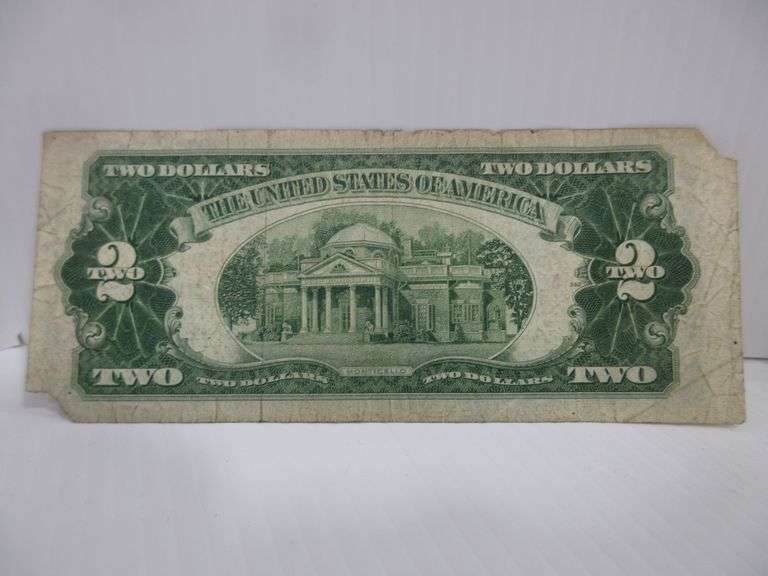 TWO DOLLARS
TWO DOLLARS
THE UNITED STATES OF AMERICA
2
TWO
2
TWO
MONTICELLO
TWO
TWO DOLLARS
TWO DOLLARS
TWO